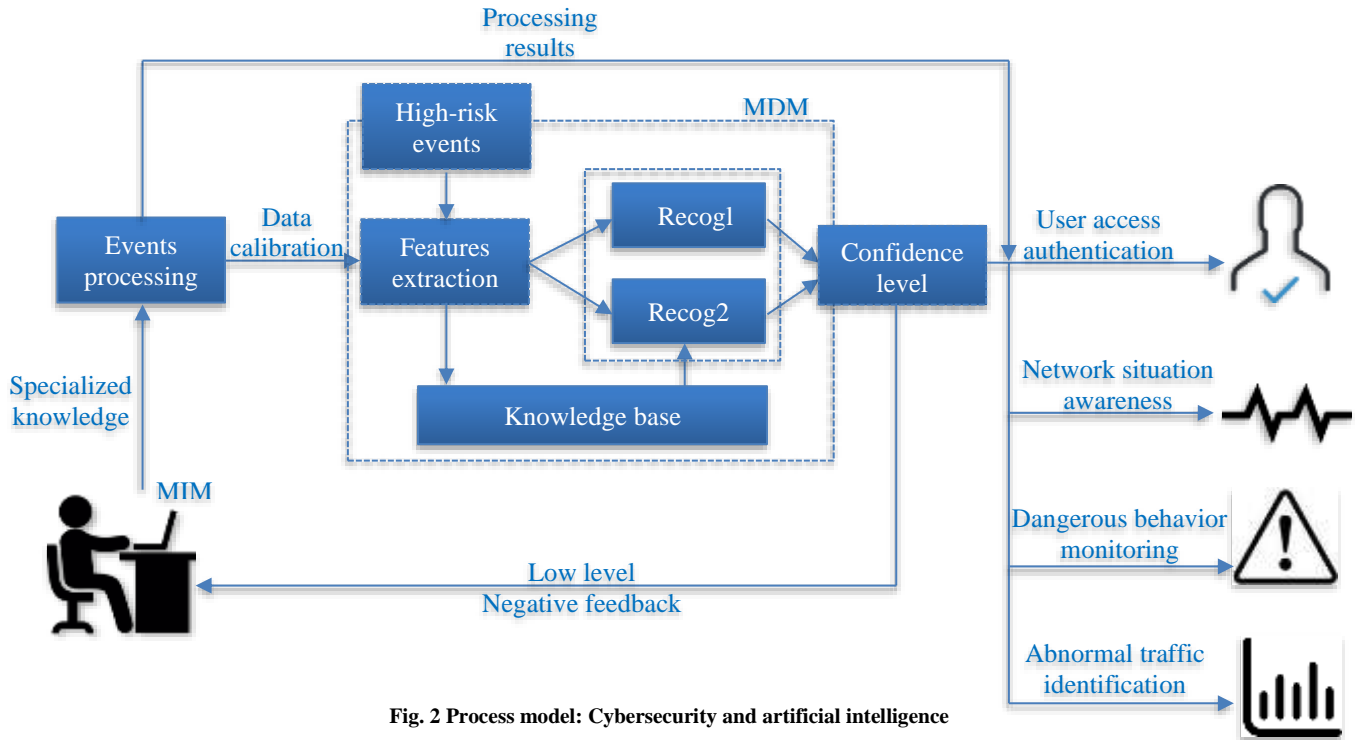 Processing
results
High-risk
events
MDM
Events
processing
Data
calibration
Features
extraction
Recog1
Recog2
Confidence
level
Knowledge base
User access
authentication
Network situation
awareness
Dangerous behavior
monitoring
Abnormal traffic
identification
Specialized
knowledge
MIM
Low level
Negative feedback
Fig. 2 Process model: Cybersecurity and artificial intelligence